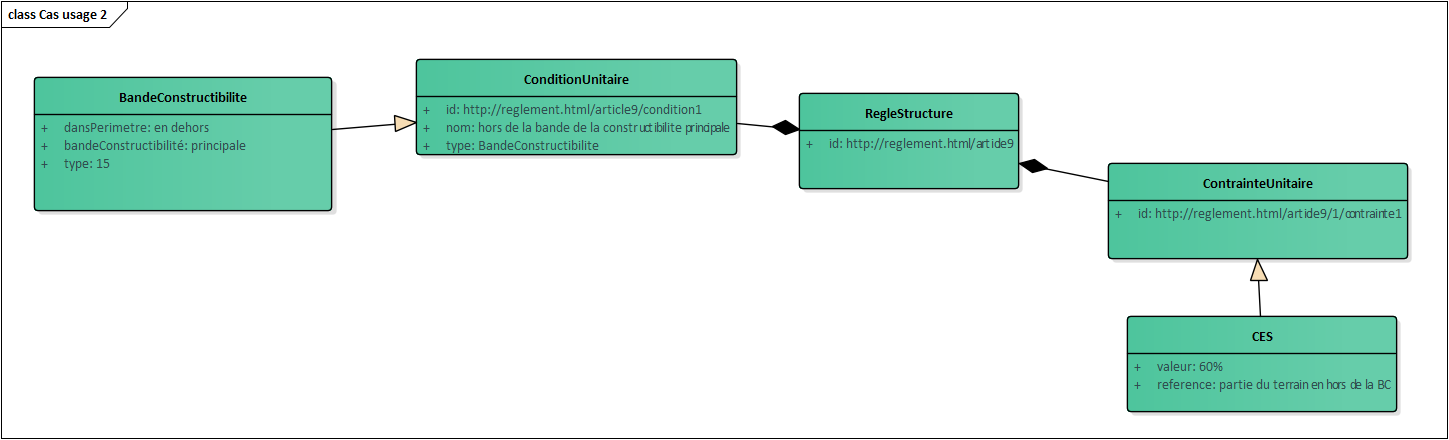 class Cas usage 2
BandeConstructibilite
+ dansPerimetre: en dehors
+ bandeConstructibilité: principale
+ type: 15
ConditionUnitaire
+ id: http://reglement.html/article9/condition1
+ nom: hors de la bande de la constructibilite principale
+ type: BandeConstructibilite
RegleStructure
+ id: http://reglement.html/article9
ContrainteUnitaire
+ id: http://reglement.html/article9/1/contrainte1
CES
+ valeur: 60%
+ reference: partie du terrain en hors de la BC